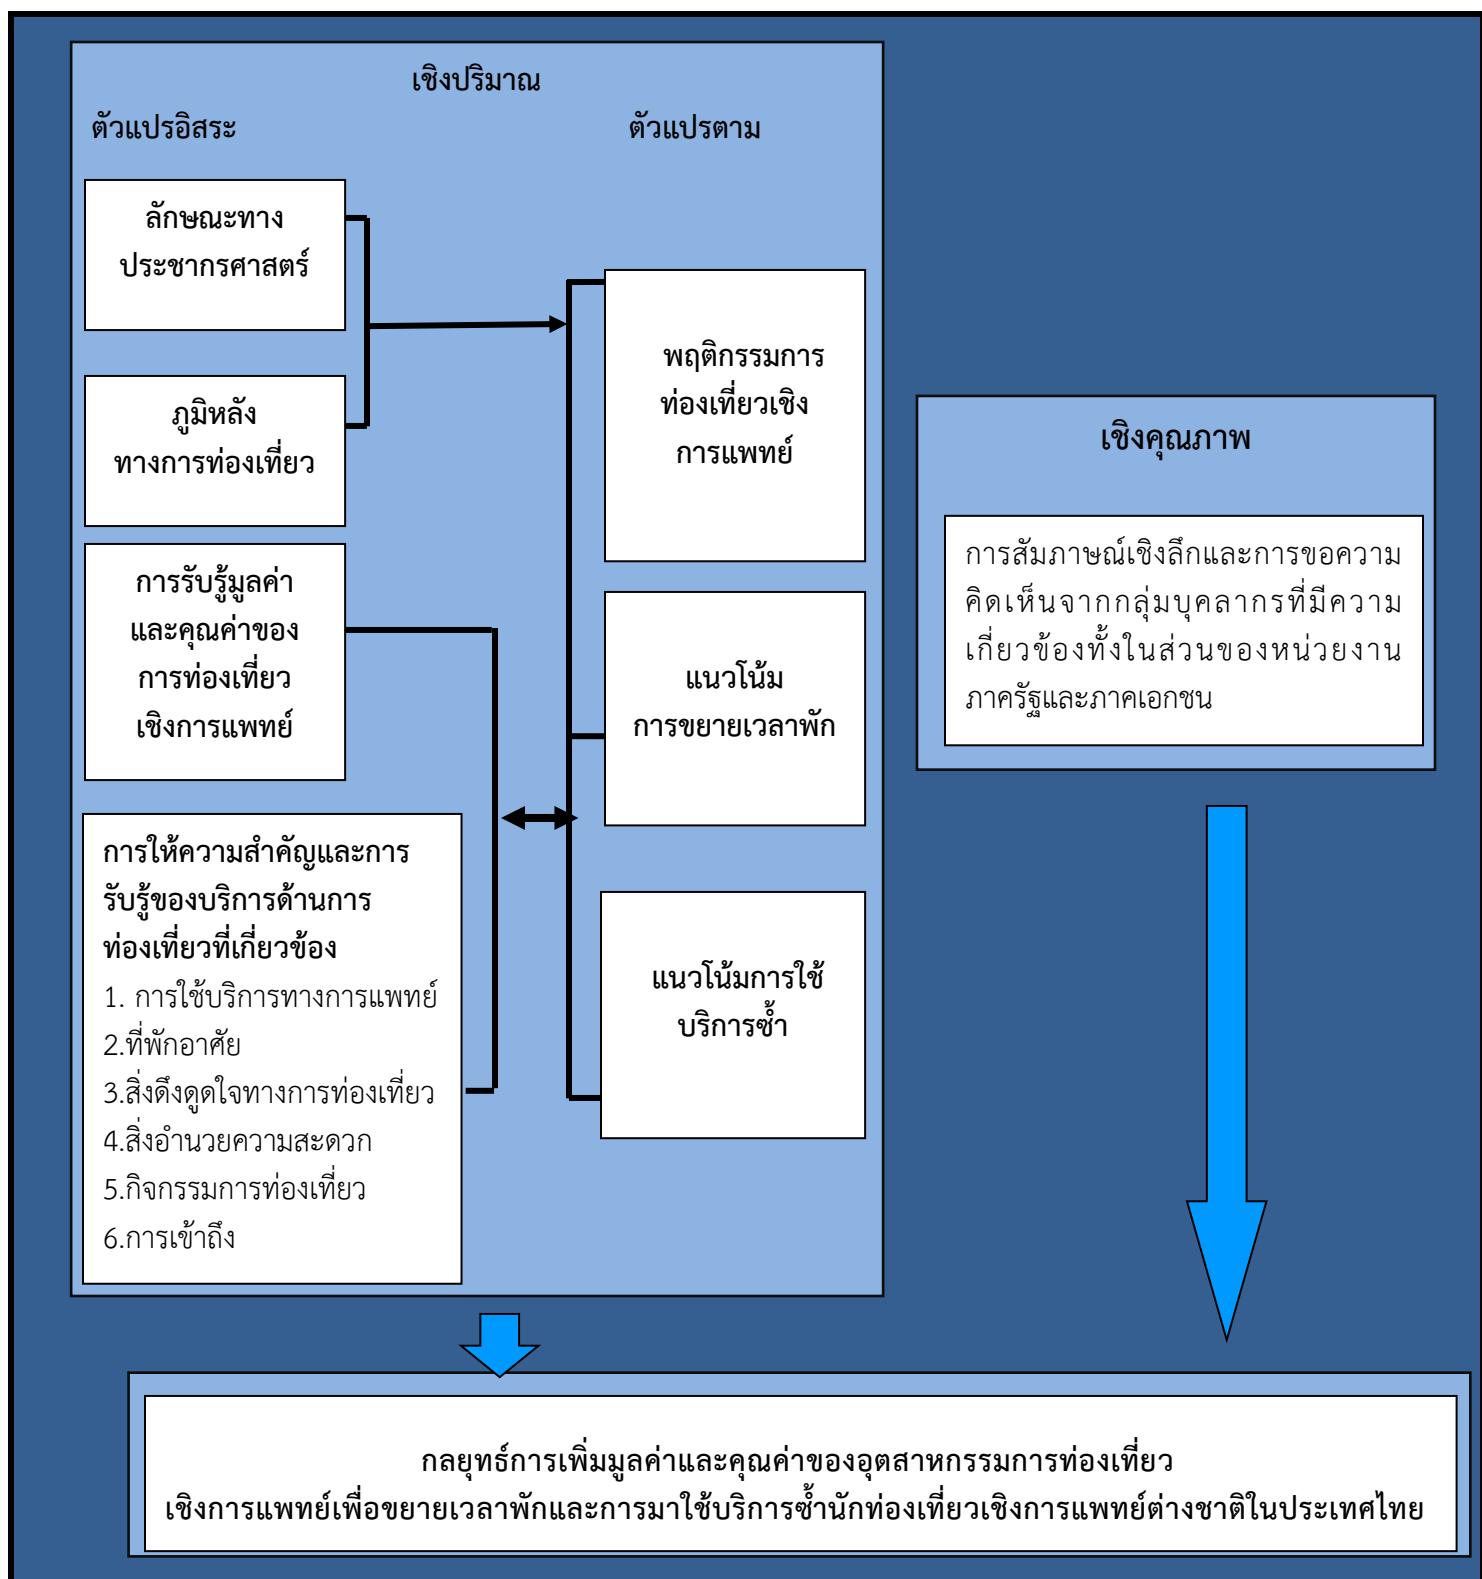 เชิงปริมาณ
ตัวแปรอิสระ
ตัวแปรตาม
ลักษณะทาง
ประชากรศาสตร์
ภูมิหลัง
ทางการท่องเที่ยว
การรับรู้มูลค่า
และคุณค่าของ
การท่องเที่ยว
เชิงการแพทย์
การให้ความสำคัญและการ
รับรู้ของบริการด้านการ
ท่องเที่ยวที่เกี่ยวข้อง
1. การใช้บริการทางการแพทย์
2.ที่พักอาศัย
3.สิ่งดึงดูดใจทางการท่องเที่ยว
4.สิ่งอำนวยความสะดวก
5.กิจกรรมการท่องเที่ยว
6.การเข้าถึง
พฤติกรรมการ
ท่องเที่ยวเชิง
การแพทย์
แนวโน้ม
การขยายเวลาพัก
แนวโน้มการใช้
บริการซ้ำ
เชิงคุณภาพ
การสัมภาษณ์เชิงลึกและการขอความ
คิดเห็นจากกลุ่มบุคลากรที่มีความ
เกี่ยวข้องทั้งในส่วนของหน่วยงาน
ภาครัฐและภาคเอกชน
กลยุทธ์การเพิ่มมูลค่าและคุณค่าของอุตสาหกรรมการท่องเที่ยว
เชิงการแพทย์เพื่อขยายเวลาพักและการมาใช้บริการซ้ำนักท่องเที่ยวเชิงการแพทย์ต่างชาติในประเทศไทย